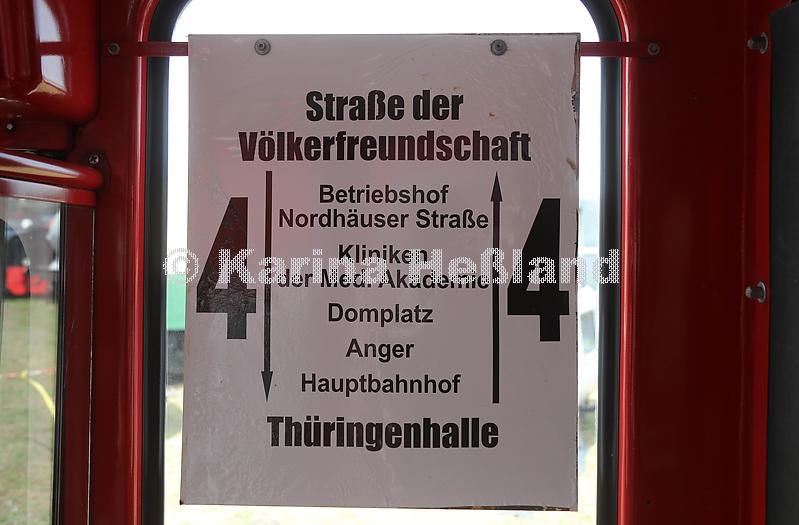 Straße der
Völkerfreundschaft
Betriebshof
Nordhäuser Straße
4
4
Kliniken
der Med. Akademie
© Karina Heßland
Domplatz
Anger
Hauptbahnhof
Thüringenhalle